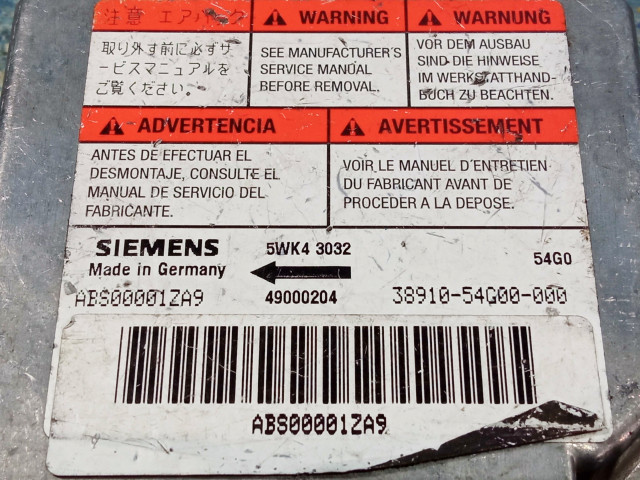 注意 エアバッグ
取り外す前に必ずサ
ービスマニュアルを
ご覧ください。
WARNING
SEE MANUFACTURER'S
SERVICE MANUAL
BEFORE REMOVAL.
WARNUNG
VOR DEM AUSBAU
SIND DIE HINWEISE
IM WERKSTATTHAND-
BUCH ZU BEACHTEN.
ADVERTENCIA
ANTES DE EFECTUAR EL
DESMONTAJE, CONSULTE EL
MANUAL DE SERVICIO DEL
FABRICANTE.
AVERTISSEMENT
VOIR LE MANUEL D'ENTRETIEN
DU FABRICANT AVANT DE
PROCEDER A LA DEPOSE.
SIEMENS
Made in Germany
5WK4 3032
54G0
ABS00001ZA9
49000204
38910-54G00-000
ABS00001ZA9